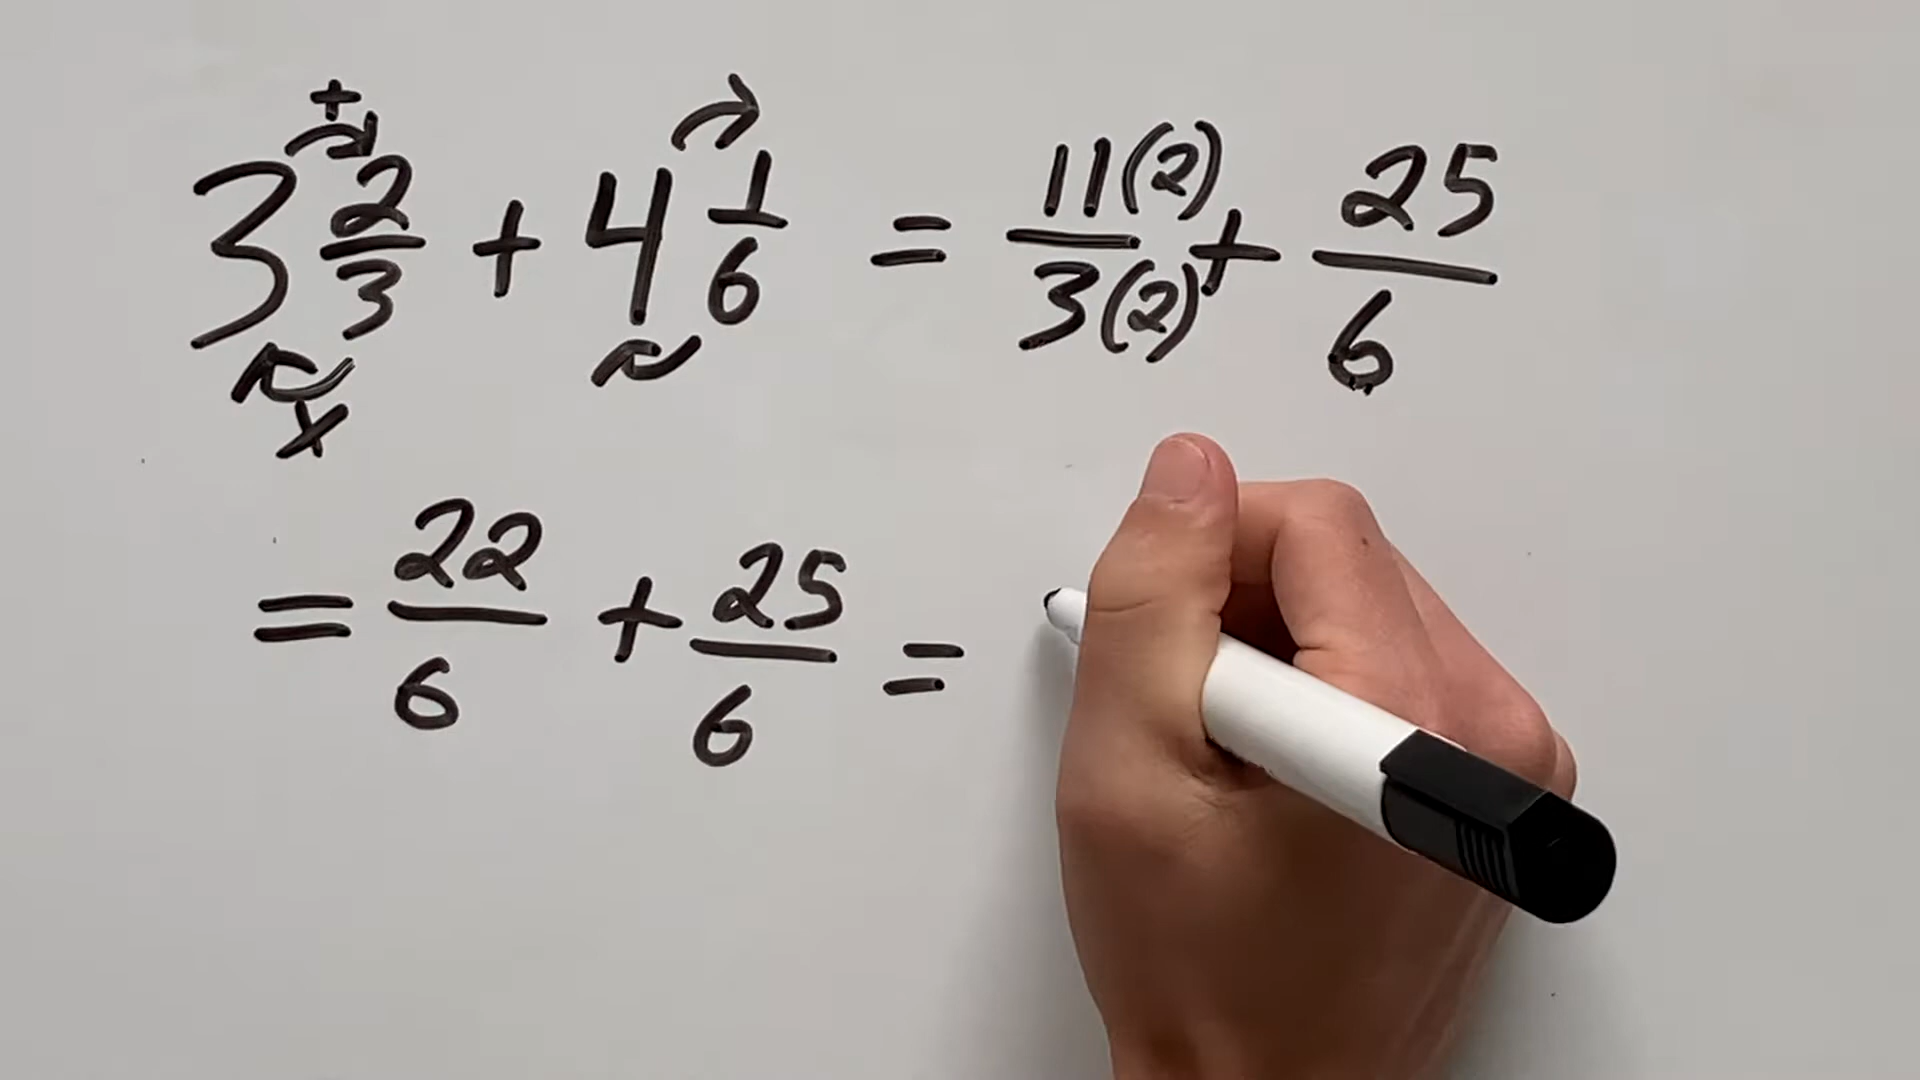 3 2/3 + 4 1/6 = 11(2)/3(2) + 25/6
= 22/6 + 25/6 =